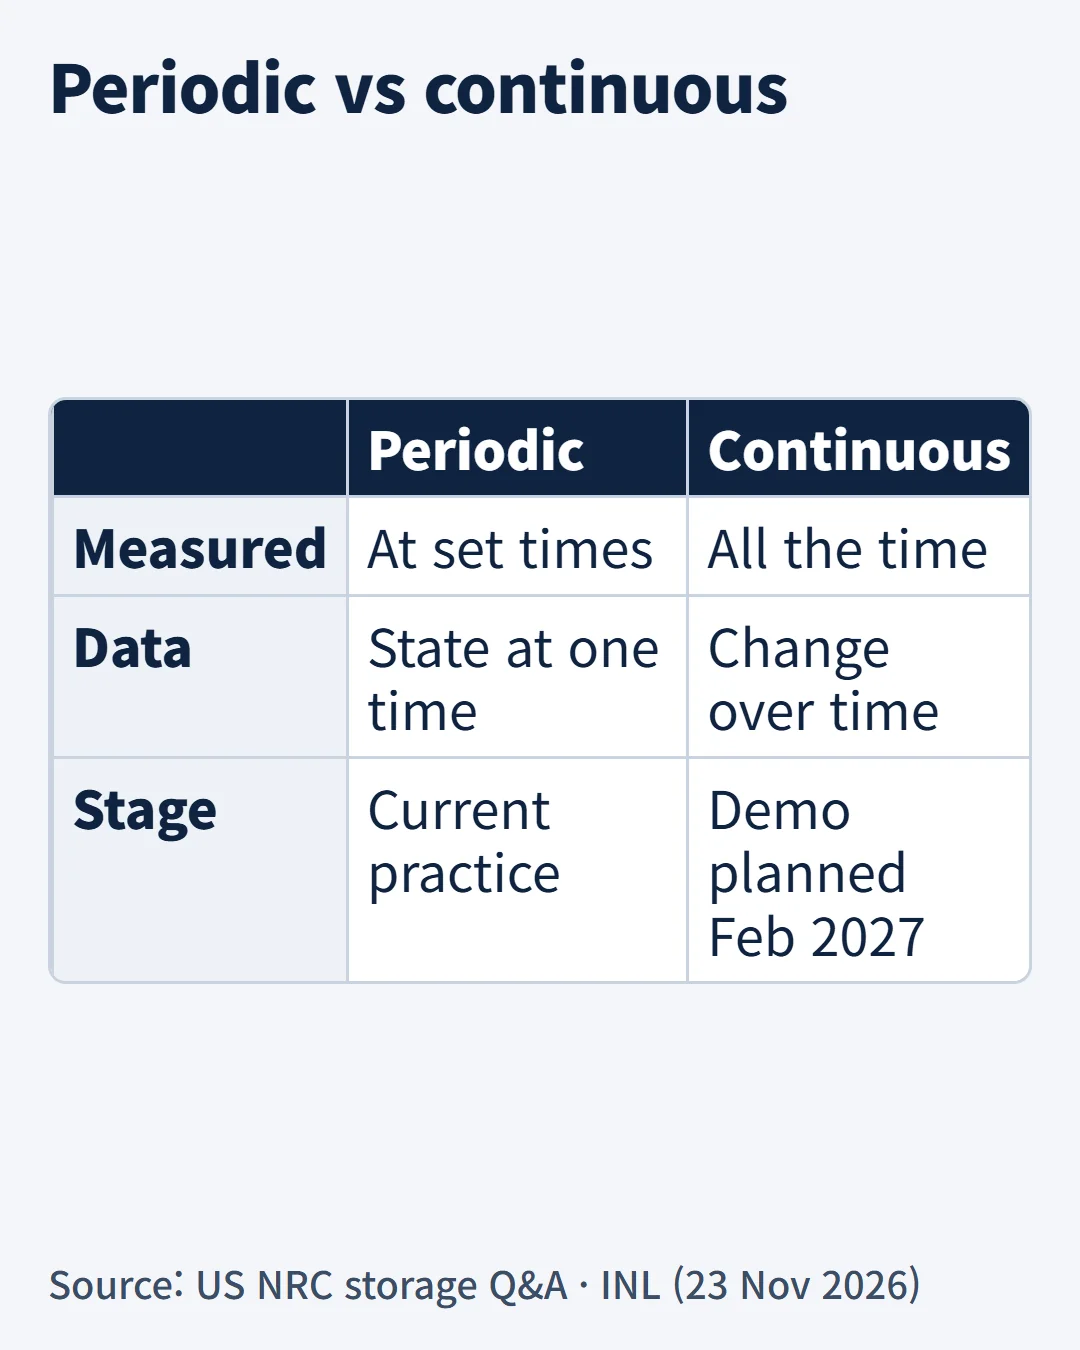 Periodic vs continuous
Periodic
Continuous
Measured
At set times
All the time
Data
State at one
time
Change
over time
Stage
Current
practice
Demo
planned
Feb 2027
Source: US NRC storage Q&A · INL (23 Nov 2026)